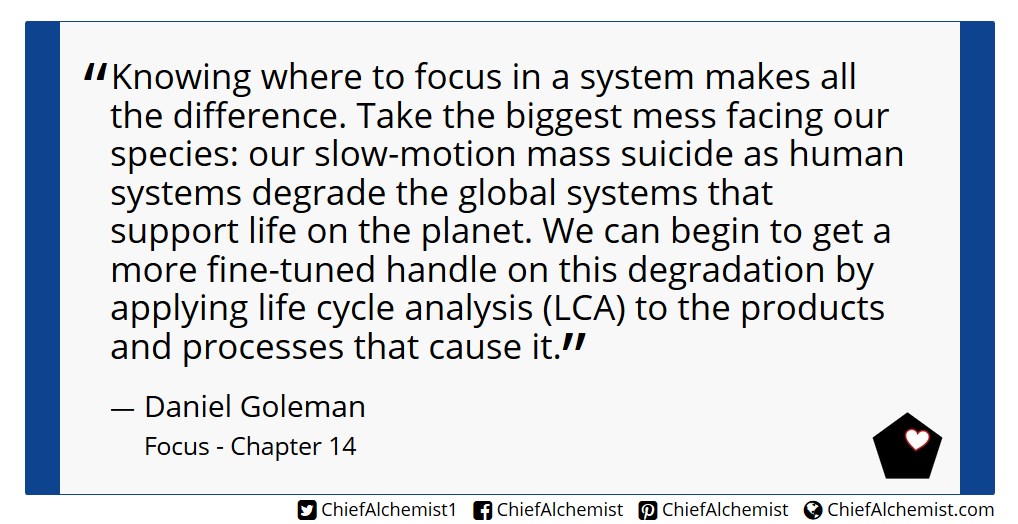 “Knowing where to focus in a system makes all
the difference. Take the biggest mess facing our
species: our slow-motion mass suicide as human
systems degrade the global systems that
support life on the planet. We can begin to get a
more fine-tuned handle on this degradation by
applying life cycle analysis (LCA) to the products
and processes that cause it.”
— Daniel Goleman
Focus - Chapter 14
ChiefAlchemist1 ChiefAlchemist ChiefAlchemist ChiefAlchemist.com